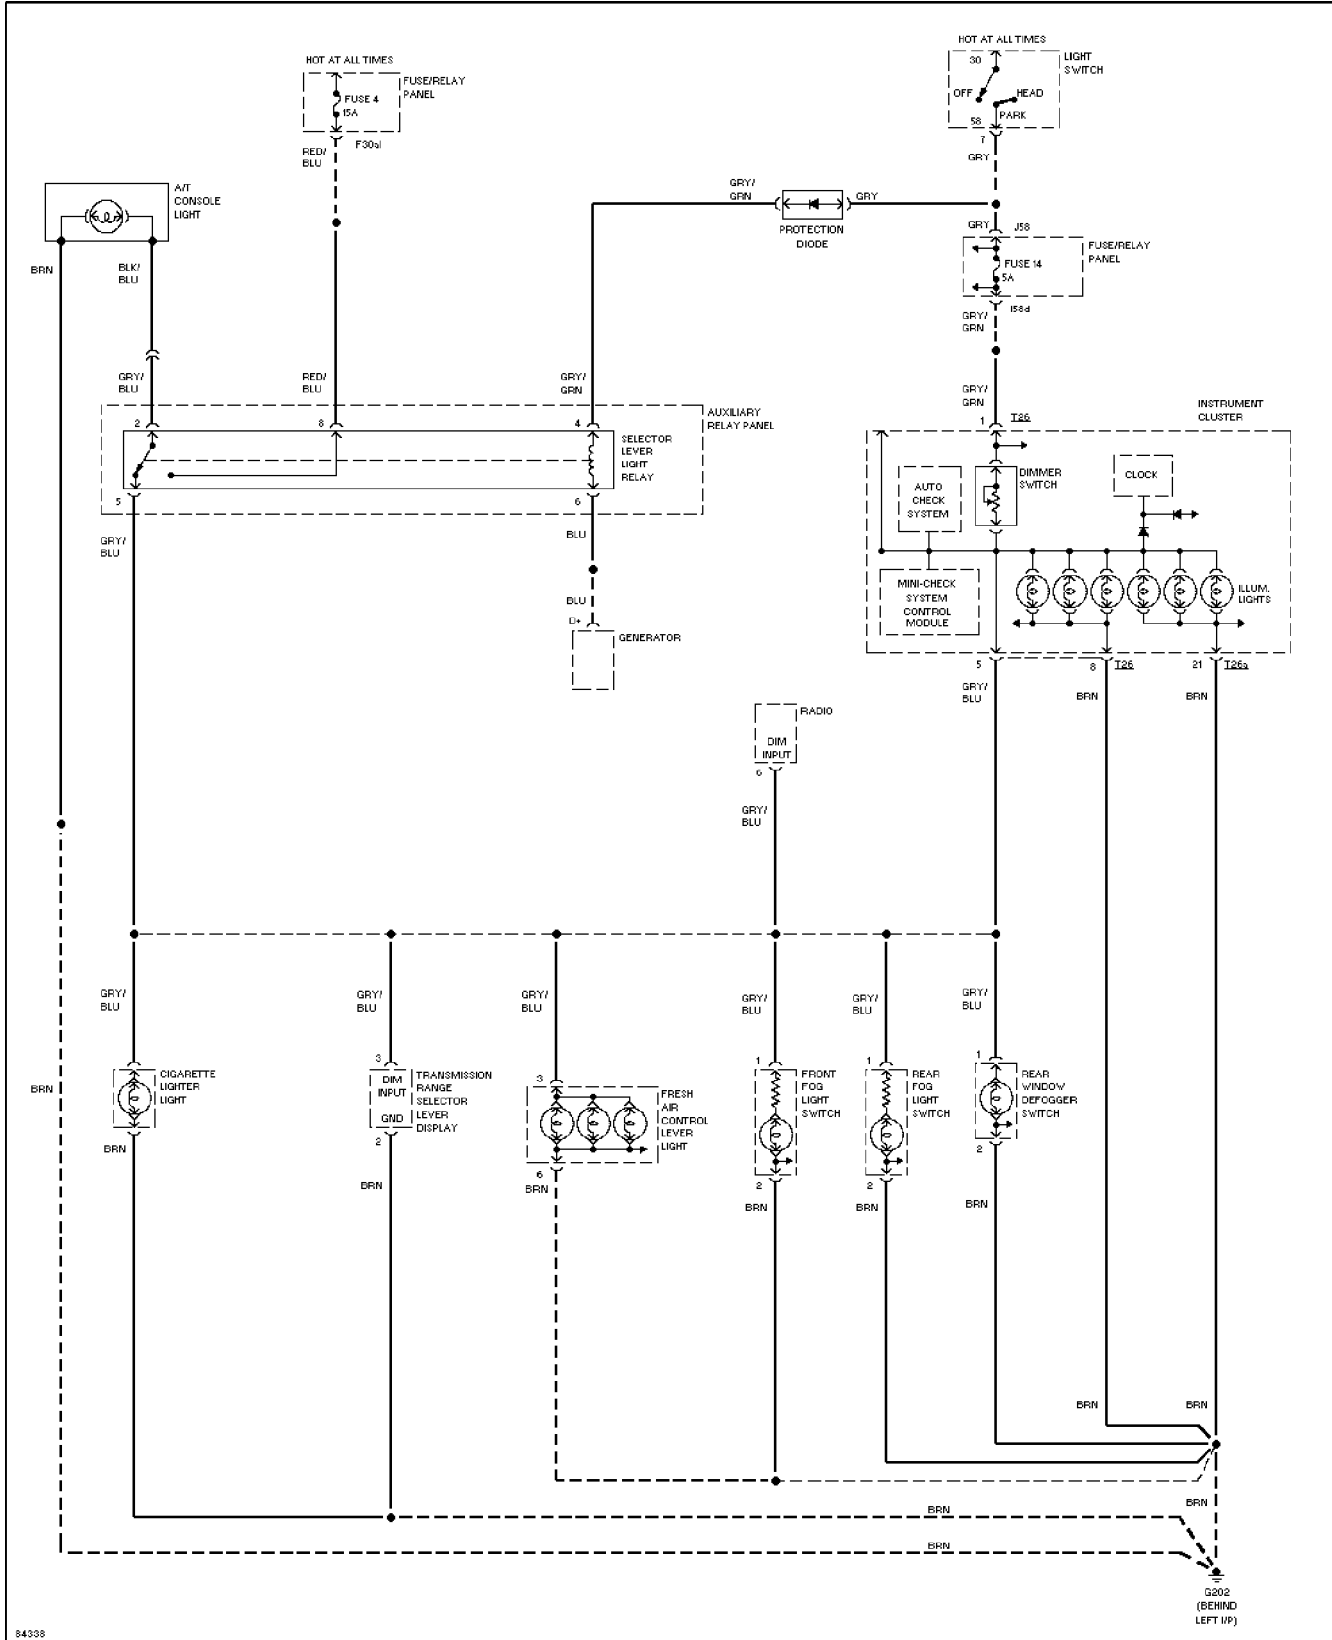 HOT AT ALL TIMES
FUSE/RELAY
PANEL
FUSE 4
15A
F30al
RED/
BLU
HOT AT ALL TIMES
LIGHT
SWITCH
30
OFF
HEAD
PARK
58
7
GRY
A/T
CONSOLE
LIGHT
BRN
BLK/
BLU
GRY/
GRN
GRY
PROTECTION
DIODE
GRY
J58
FUSE/RELAY
PANEL
FUSE 14
5A
I58d
GRY/
GRN
GRY/
BLU
RED/
BLU
GRY/
GRN
GRY/
GRN
2
8
4
AUXILIARY
RELAY PANEL
SELECTOR
LEVER
LIGHT
RELAY
5
6
GRY/
BLU
BLU
BLU
D+
GENERATOR
1
T26
INSTRUMENT
CLUSTER
DIMMER
SWITCH
AUTO
CHECK
SYSTEM
CLOCK
MINI-CHECK
SYSTEM
CONTROL
MODULE
ILLUM.
LIGHTS
5
8
T26
21
T26a
GRY/
BLU
BRN
BRN
RADIO
DIM
INPUT
6
GRY/
BLU
GRY/
BLU
GRY/
BLU
GRY/
BLU
GRY/
BLU
GRY/
BLU
GRY/
BLU
BRN
CIGARETTE
LIGHTER
LIGHT
BRN
3
DIM
INPUT
GND
2
TRANSMISSION
RANGE
SELECTOR
LEVER
DISPLAY
BRN
3
FRESH
AIR
CONTROL
LEVER
LIGHT
6
BRN
1
FRONT
FOG
LIGHT
SWITCH
2
BRN
1
REAR
FOG
LIGHT
SWITCH
2
BRN
1
REAR
WINDOW
DEFOGGER
SWITCH
2
BRN
BRN
BRN
BRN
BRN
BRN
G202
(BEHIND
LEFT I/P)
84338